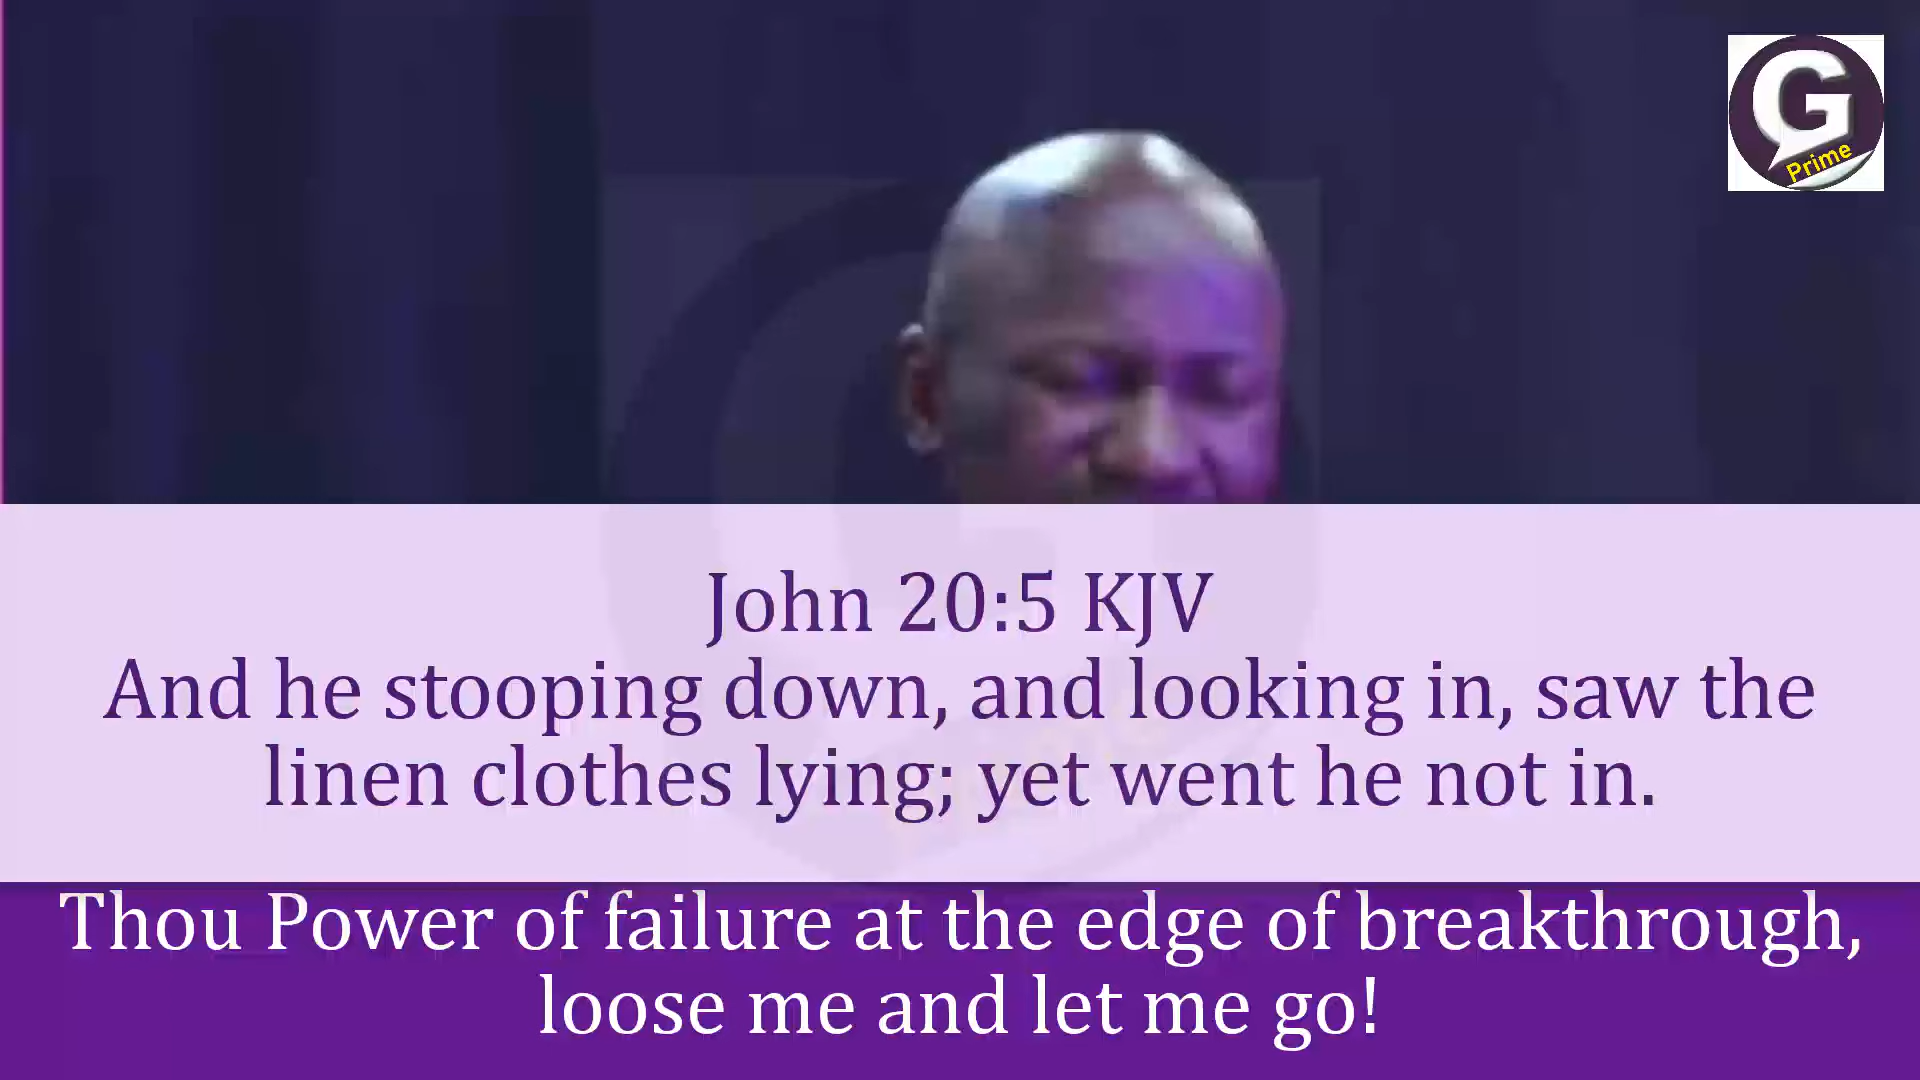 G
Prime
John 20:5 KJV
And he stooping down, and looking in, saw the
linen clothes lying; yet went he not in.
Thou Power of failure at the edge of breakthrough,
loose me and let me go!